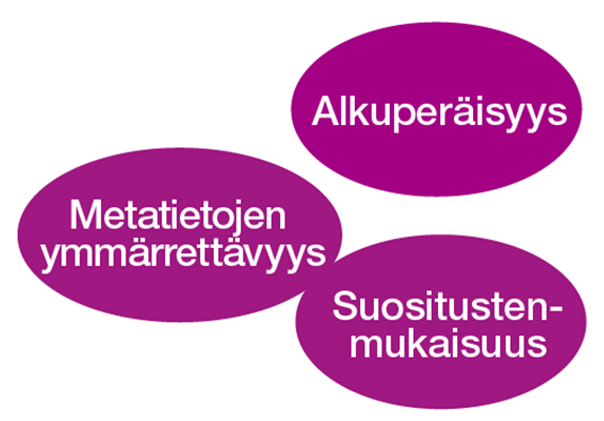 Alkuperäisyys
Metatietojen
ymmärrettävyys
Suositusten-
mukaisuus